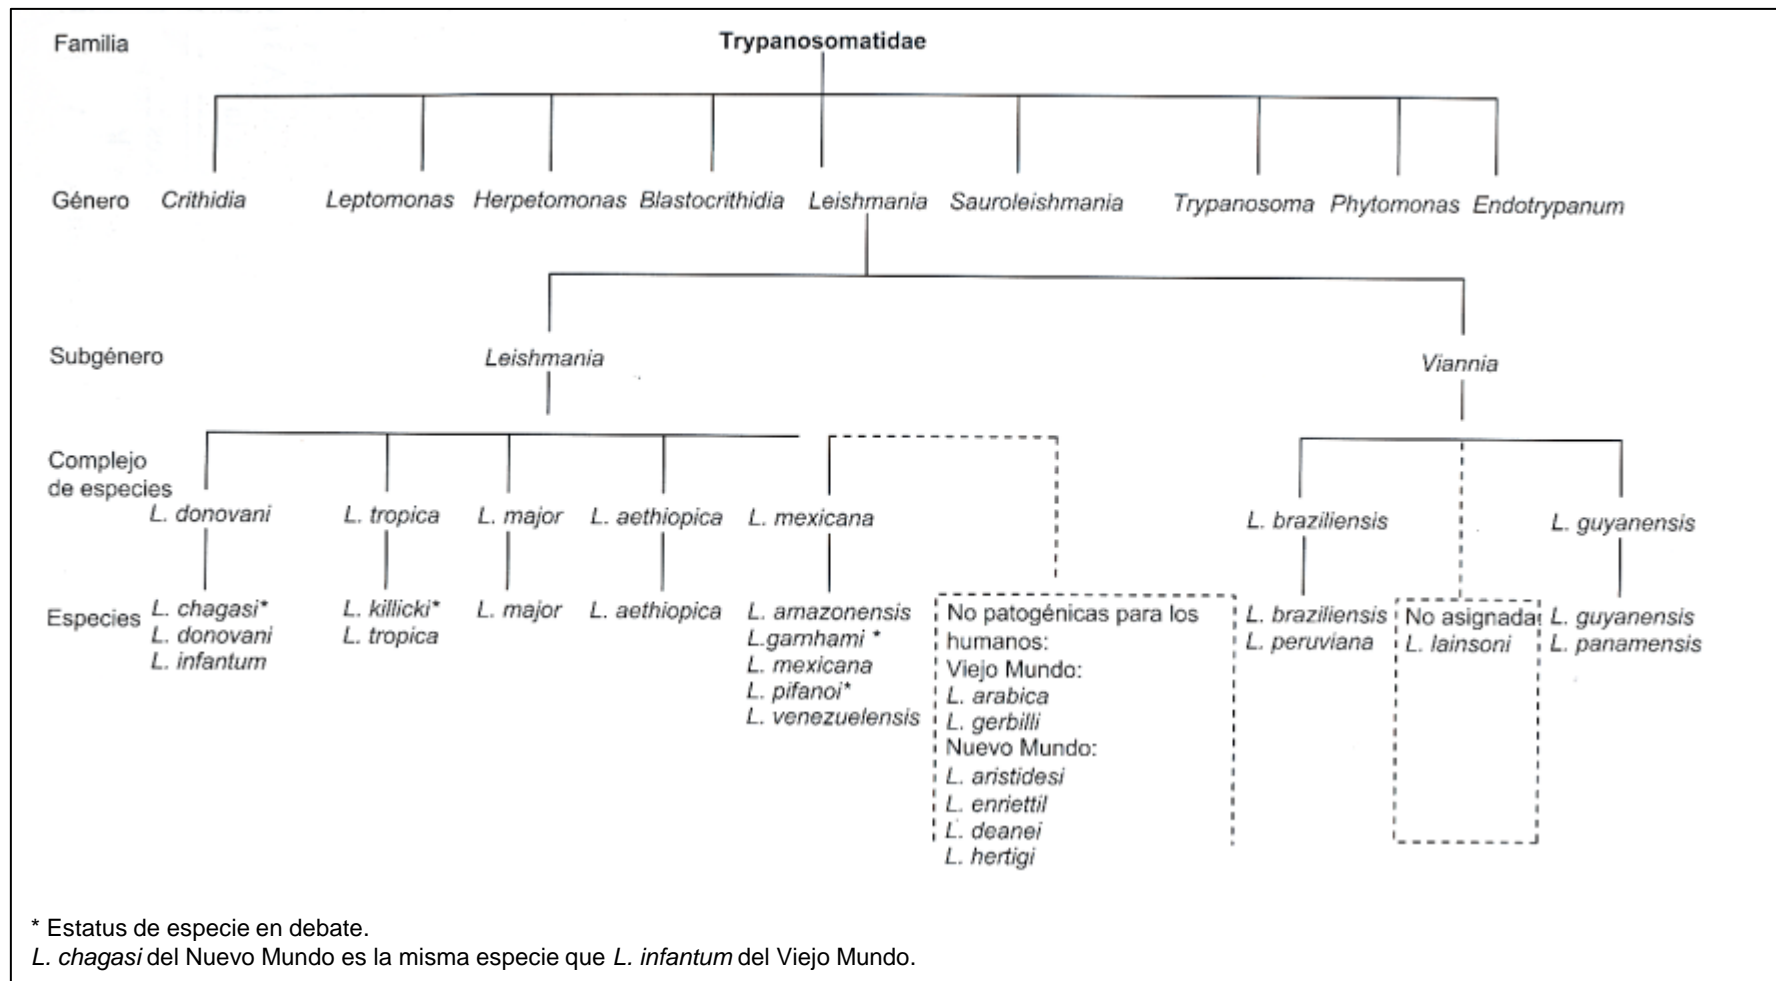 Familia
Trypanosomatidae
Género
Crithidia
Leptomonas
Herpetomonas
Blastocrithidia
Leishmania
Sauroleishmania
Trypanosoma
Phytomonas
Endotrypanum
Subgénero
Leishmania
Viannia
Complejo
de especies
L. donovani
L. tropica
L. major
L. aethiopica
L. mexicana
L. braziliensis
L. guyanensis
Especies
L. chagasi*
L. donovani
L. infantum
L. killicki*
L. tropica
L. major
L. aethiopica
L. amazonensis
L.garnhami *
L. mexicana
L. pifanoi*
L. venezuelensis
No patogénicas para los
humanos:
Viejo Mundo:
L. arabica
L. gerbilli
Nuevo Mundo:
L. aristidesi
L. enriettil
L. deanei
L. hertigi
L. braziliensis
L. peruviana
No asignada
L. lainsoni
L. guyanensis
L. panamensis
* Estatus de especie en debate.
L. chagasi del Nuevo Mundo es la misma especie que L. infantum del Viejo Mundo.